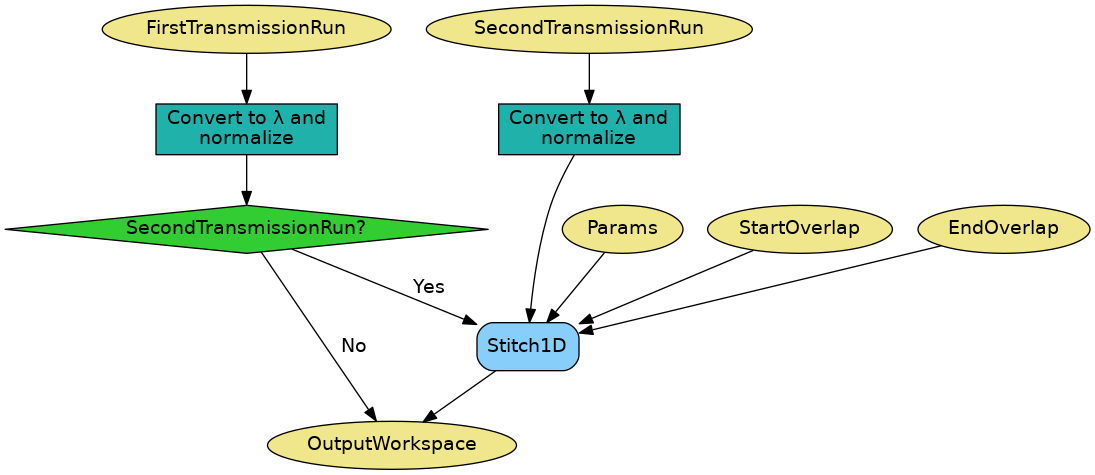 FirstTransmissionRun
SecondTransmissionRun
Convert to λ and
normalize
Convert to λ and
normalize
SecondTransmissionRun?
Params
StartOverlap
EndOverlap
Yes
No
Stitch1D
OutputWorkspace